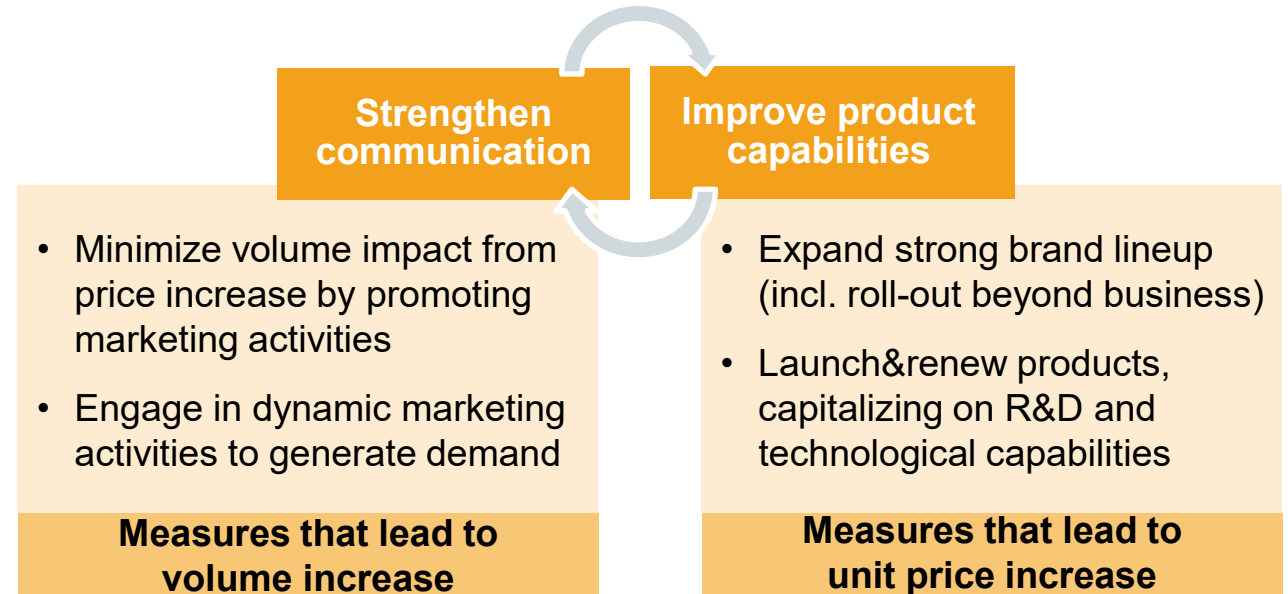 Strengthen
communication
• Minimize volume impact from
price increase by promoting
marketing activities
• Engage in dynamic marketing
activities to generate demand
Measures that lead to
volume increase
Improve product
capabilities
• Expand strong brand lineup
(incl. roll-out beyond business)
• Launch&renew products,
capitalizing on R&D and
technological capabilities
Measures that lead to
unit price increase